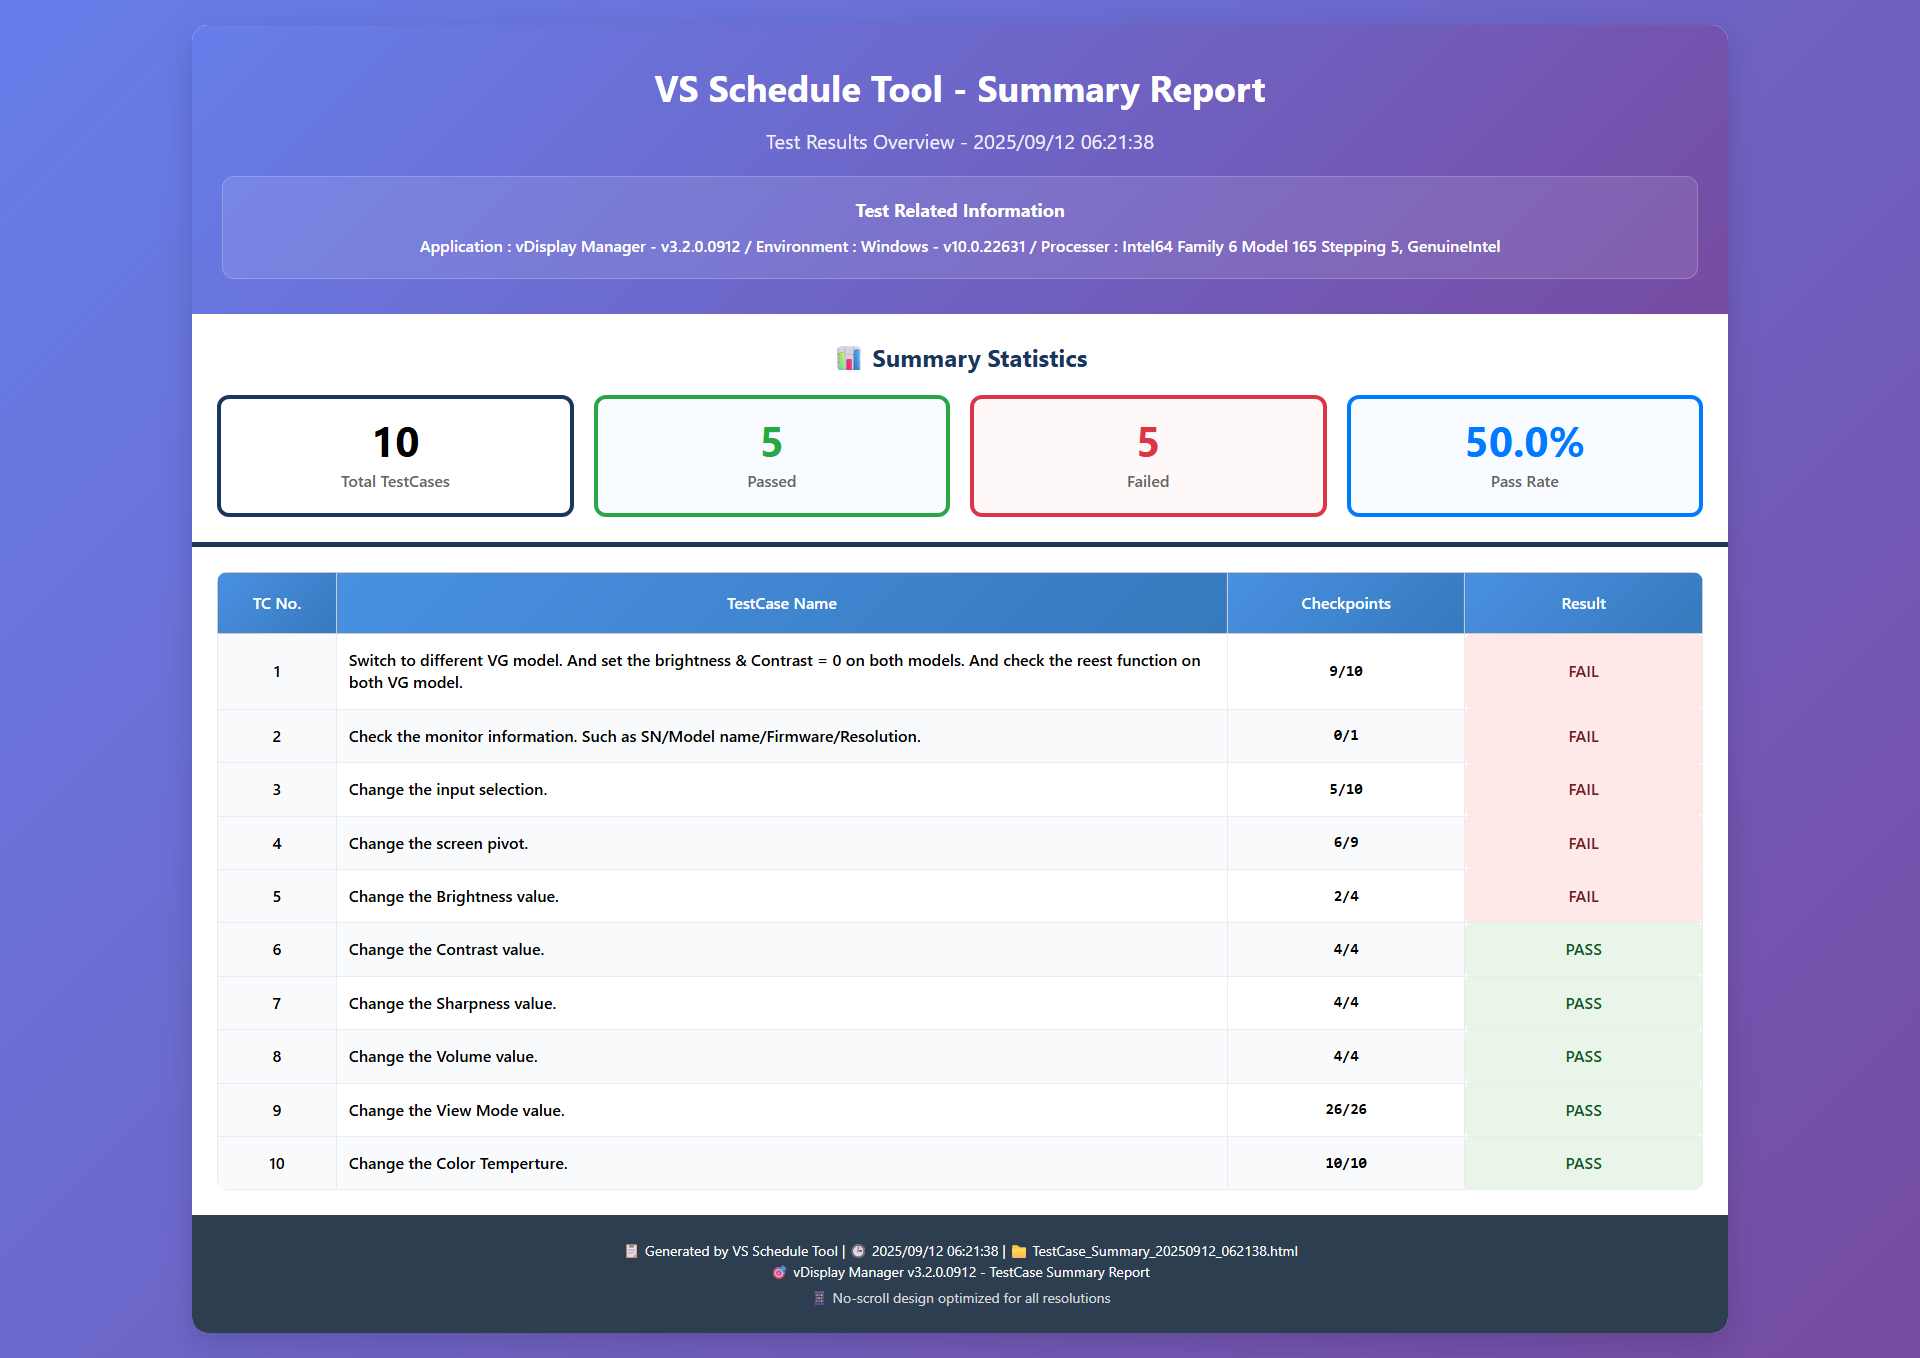 VS Schedule Tool - Summary Report
Test Results Overview - 2025/09/12 06:21:38
Test Related Information
Application : vDisplay Manager - v3.2.0.0912 / Environment : Windows - v10.0.22631 / Processer : Intel64 Family 6 Model 165 Stepping 5, GenuineIntel
Summary Statistics
10
Total TestCases
5
Passed
5
Failed
50.0%
Pass Rate
TC No. TestCase Name Checkpoints Result
1 Switch to different VG model. And set the brightness & Contrast = 0 on both models. And check the reest function on
both VG model. 9/10 FAIL
2 Check the monitor information. Such as SN/Model name/Firmware/Resolution. 0/1 FAIL
3 Change the input selection. 5/10 FAIL
4 Change the screen pivot. 6/9 FAIL
5 Change the Brightness value. 2/4 FAIL
6 Change the Contrast value. 4/4 PASS
7 Change the Sharpness value. 4/4 PASS
8 Change the Volume value. 4/4 PASS
9 Change the View Mode value. 26/26 PASS
10 Change the Color Temperture. 10/10 PASS
Generated by VS Schedule Tool | 2025/09/12 06:21:38 | TestCase_Summary_20250912_062138.html
vDisplay Manager v3.2.0.0912 - TestCase Summary Report
No-scroll design optimized for all resolutions